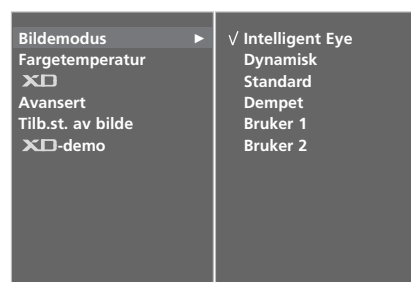 Bildemodus ►
Fargetemperatur
XD
Avansert
Tilb.st. av bilde
XD-demo
√ Intelligent Eye
Dynamisk
Standard
Dempet
Bruker 1
Bruker 2